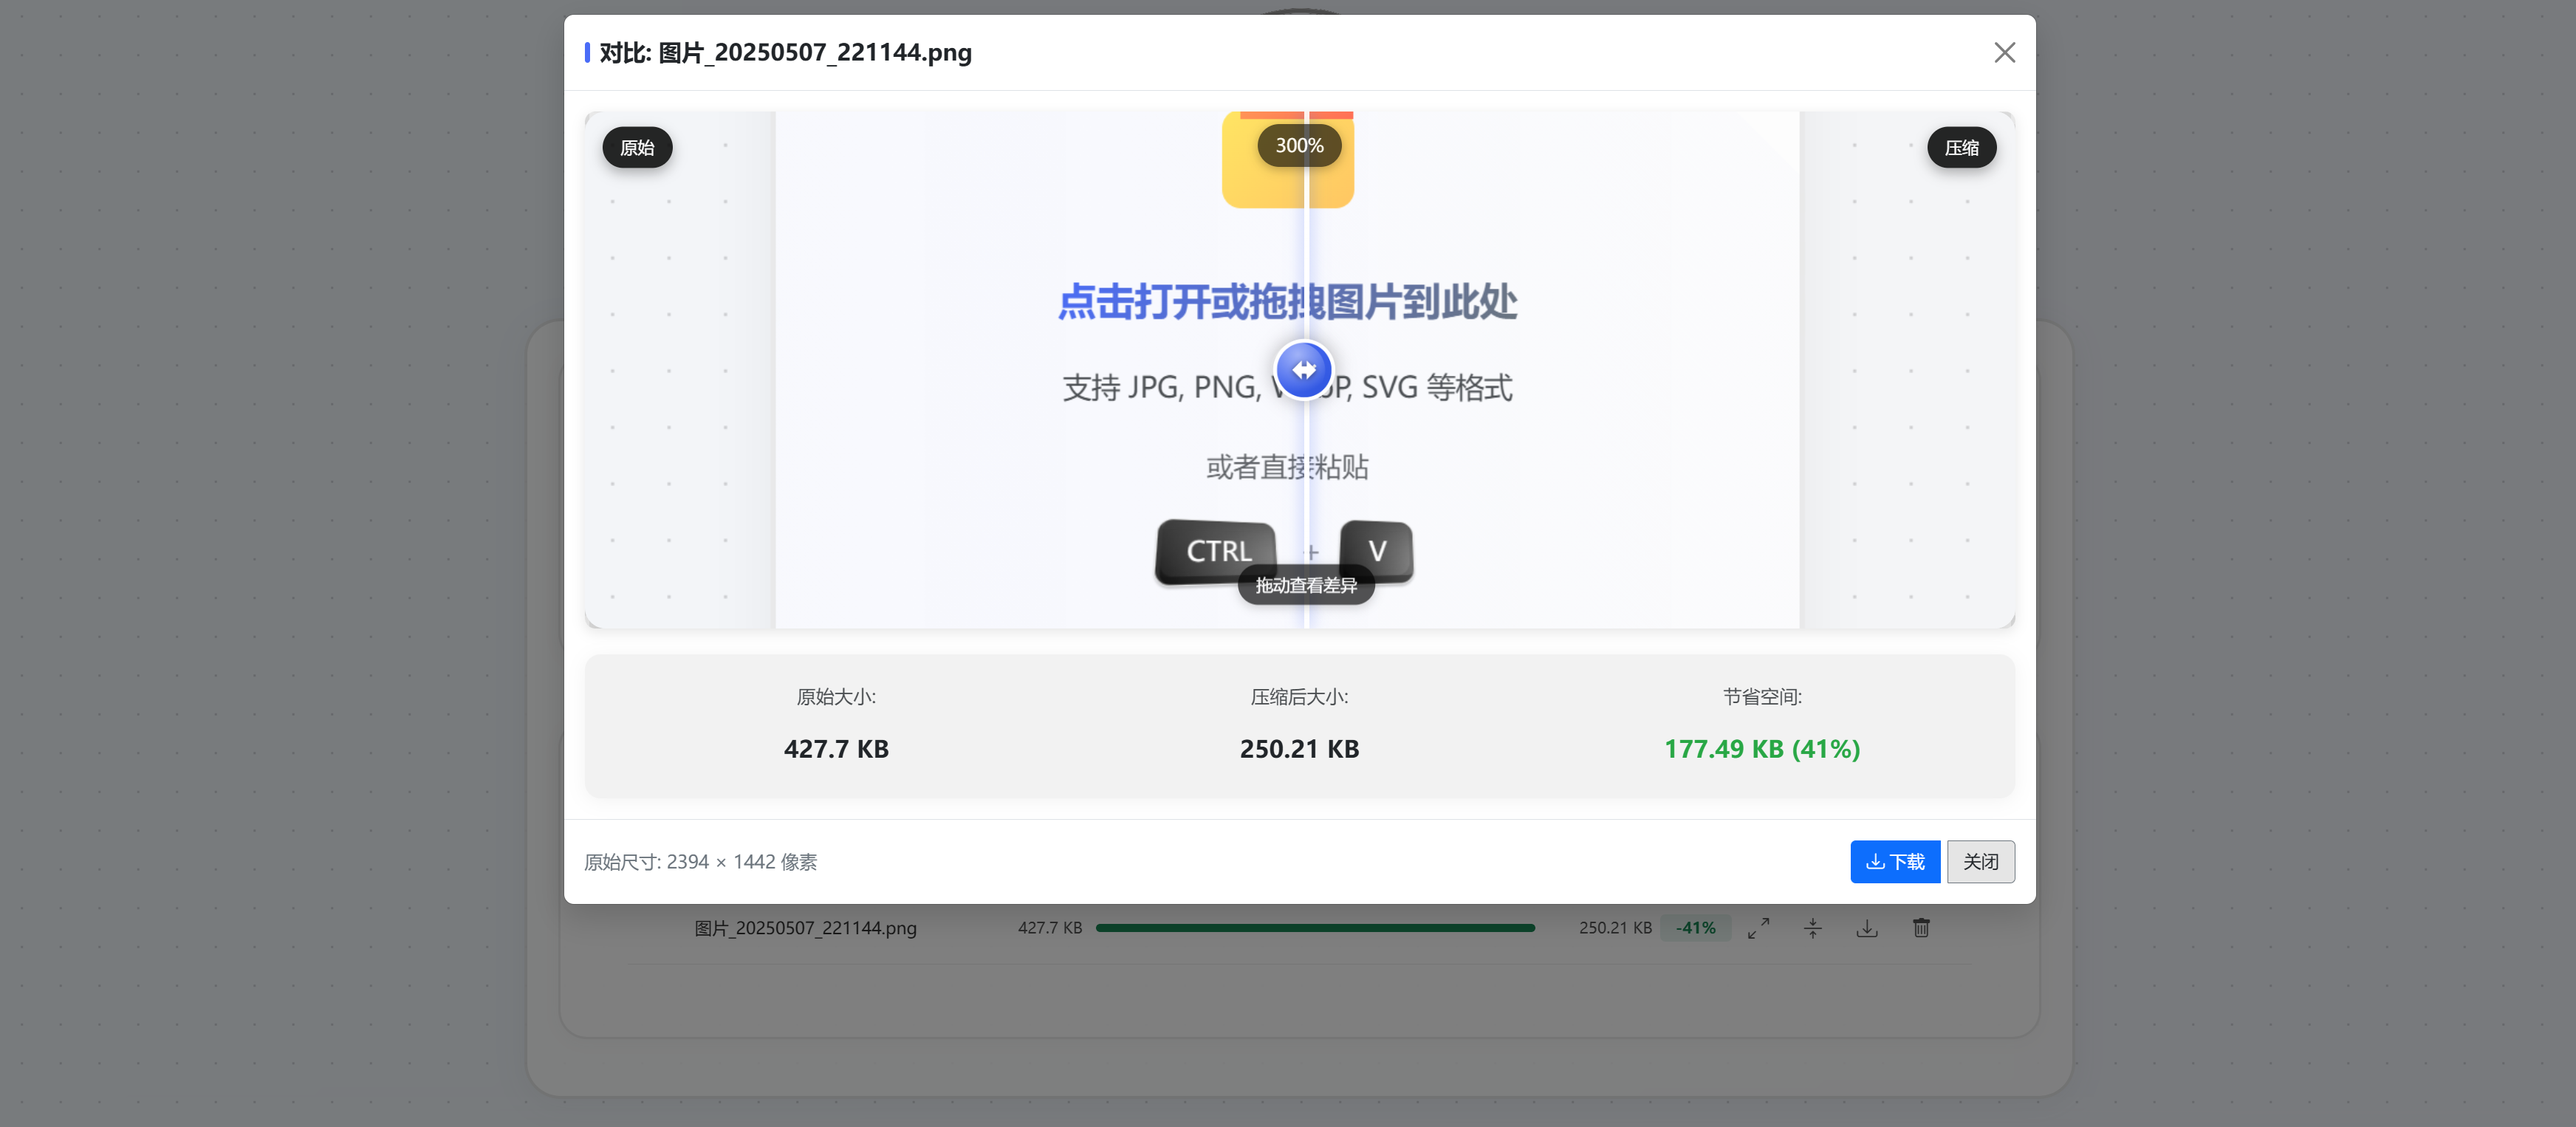 对比: 图片_20250507_221144.png
原始
300%
压缩
点击打开或拖拽图片到此处
支持 JPG, PNG, P, SVG 等格式
或者直接粘贴
CTRL + V
拖动查看差异
原始大小:
压缩后大小:
节省空间:
427.7 KB
250.21 KB
177.49 KB (41%)
原始尺寸: 2394 × 1442 像素
下载
关闭
图片_20250507_221144.png
427.7 KB
250.21 KB
-41%